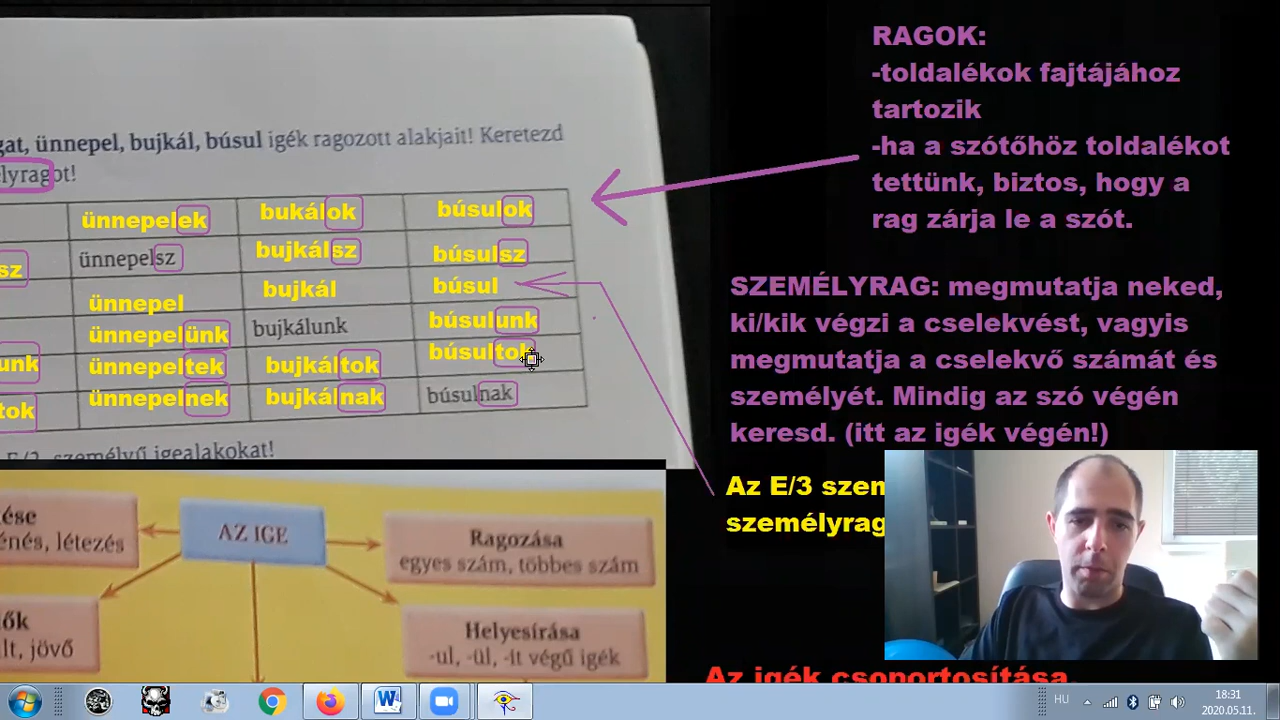 gat, ünnepel, bujkál, búsul igék ragozott alakjait! Keretezd
lyragot!
ünnepelek bukálok búsulok
sz ünnepelsz bujkálsz búsulsz
ünnepel bujkál búsul
ünnepelünk bujkálunk búsulunk
unk ünnepeltek bujkáltok búsultok
tok ünnepelnek bujkálnak búsulnak
E/2. személyű igealakokat!
RAGOK:
-toldalékok fajtájához
tartozik
-ha a szótőhöz toldalékot
tettünk, biztos, hogy a
rag zárja le a szót.
SZEMÉLYRAG: megmutatja neked,
ki/kik végzi a cselekvést, vagyis
megmutatja a cselekvő számát és
személyét. Mindig az szó végén
keresd. (itt az igék végén!)
Az E/3 szem
személyrag
ése
énés, létezés
AZ IGE
Ragozása
egyes szám, többes szám
ők
lt, jövő
Helyesírása
-ul, -ül, -ít végű igék
Az igék csoportosítása.
HU
18:31
2020.05.11.